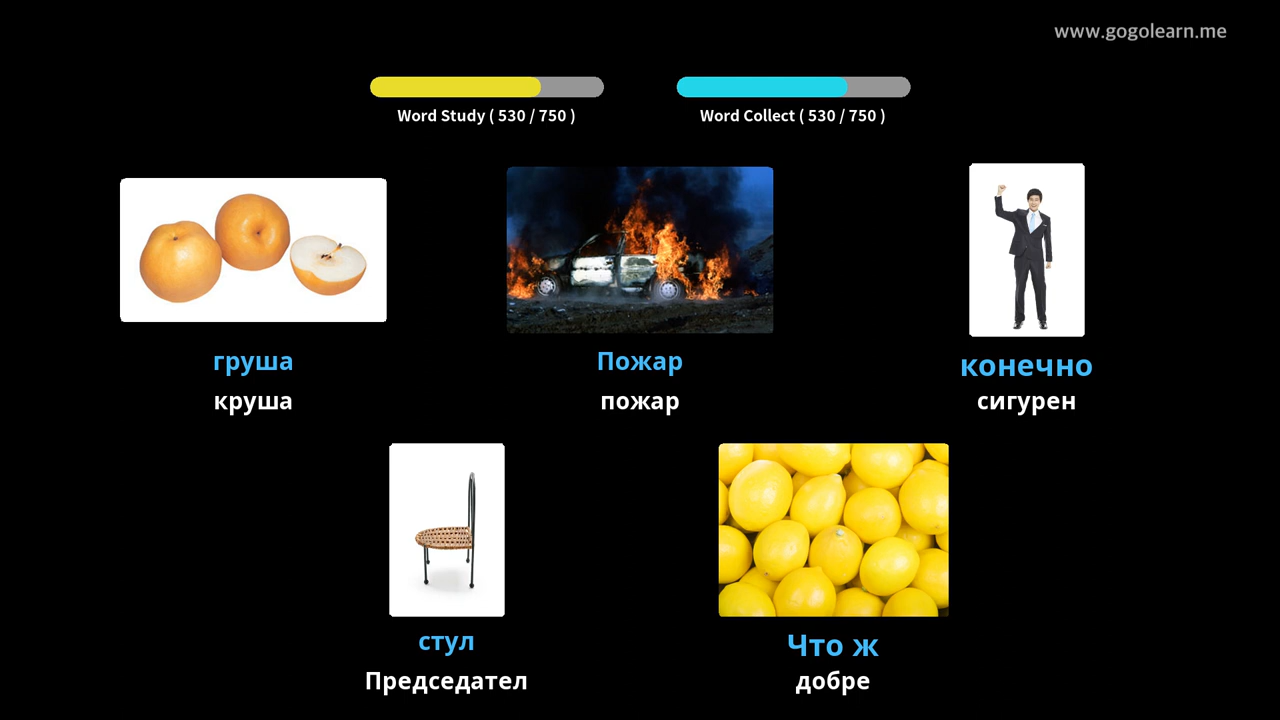 www.gogolearn.me
Word Study ( 530 / 750 )
Word Collect ( 530 / 750 )
груша
круша
Пожар
пожар
конечно
сигурен
стул
Председател
Что ж
добре